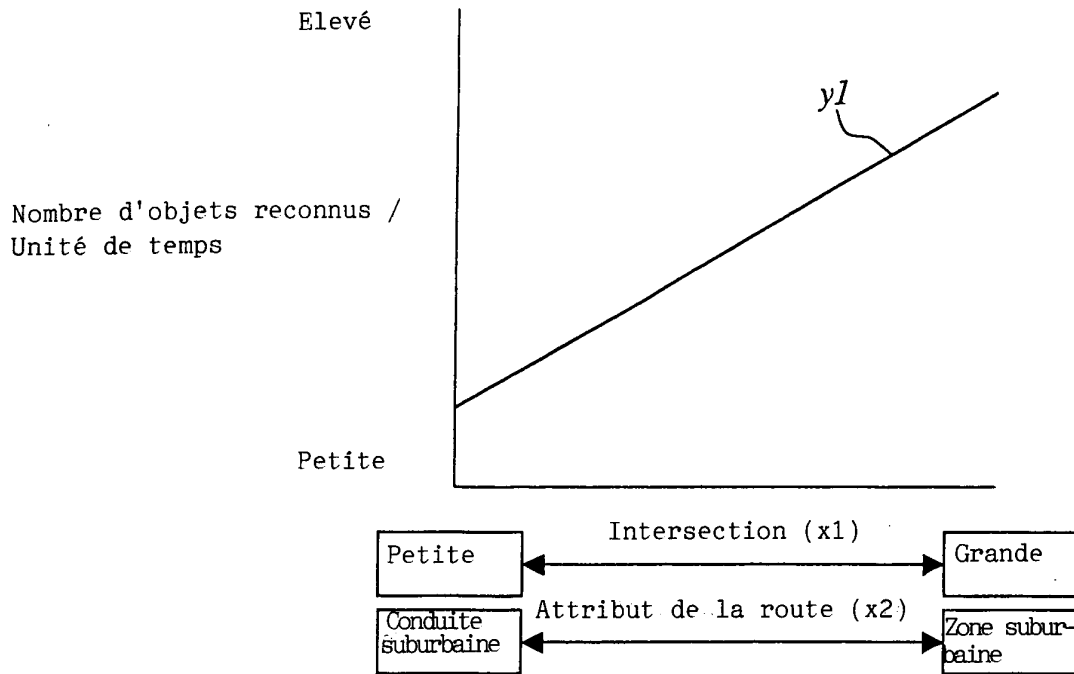 Elevé
y1
Nombre d'objets reconnus /
Unité de temps
Petite
Intersection (x1)
Petite
Grande
Attribut de la route (x2)
Conduite
suburbaine
Zone subur-
baine